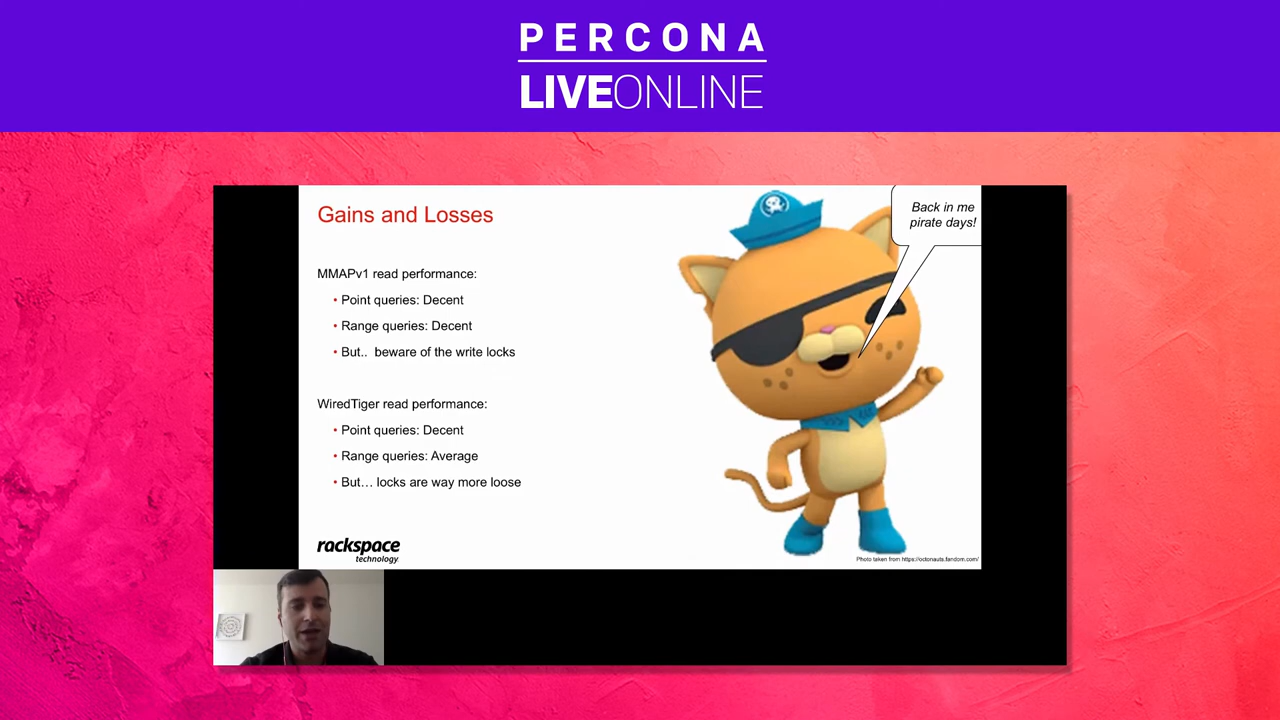 PERCONA
LIVEONLINE
Gains and Losses
Back in me
pirate days!
MMAPv1 read performance:
• Point queries: Decent
• Range queries: Decent
• But.. beware of the write locks
WiredTiger read performance:
• Point queries: Decent
• Range queries: Average
• But… locks are way more loose
rackspace
technology
Photo taken from https://octonauts.fandom.com/